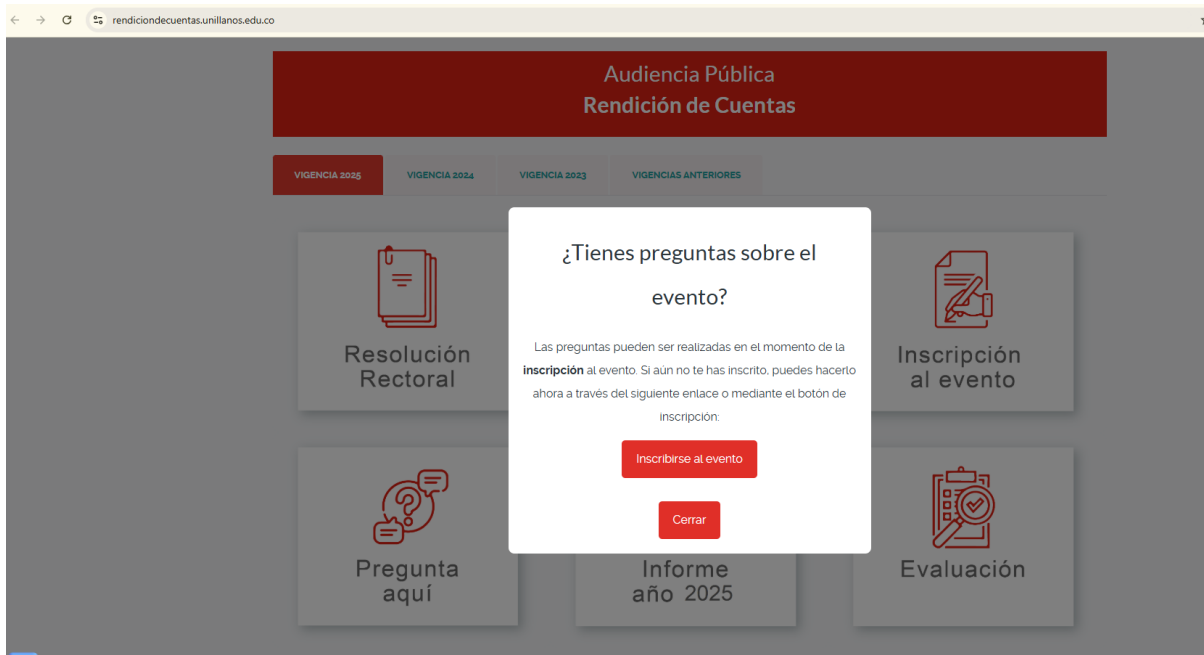 rendiciondecuentas.unillanos.edu.co
Audiencia Pública
Rendición de Cuentas
VIGENCIA 2025
VIGENCIA 2024
VIGENCIA 2023
VIGENCIAS ANTERIORES
¿Tienes preguntas sobre el
evento?
Las preguntas pueden ser realizadas en el momento de la
inscripción al evento. Si aún no te has inscrito, puedes hacerlo
ahora a través del siguiente enlace o mediante el botón de
inscripción:
Inscribirse al evento
Cerrar
Resolución
Rectoral
Inscripción
al evento
Pregunta
aquí
Informe
año 2025
Evaluación